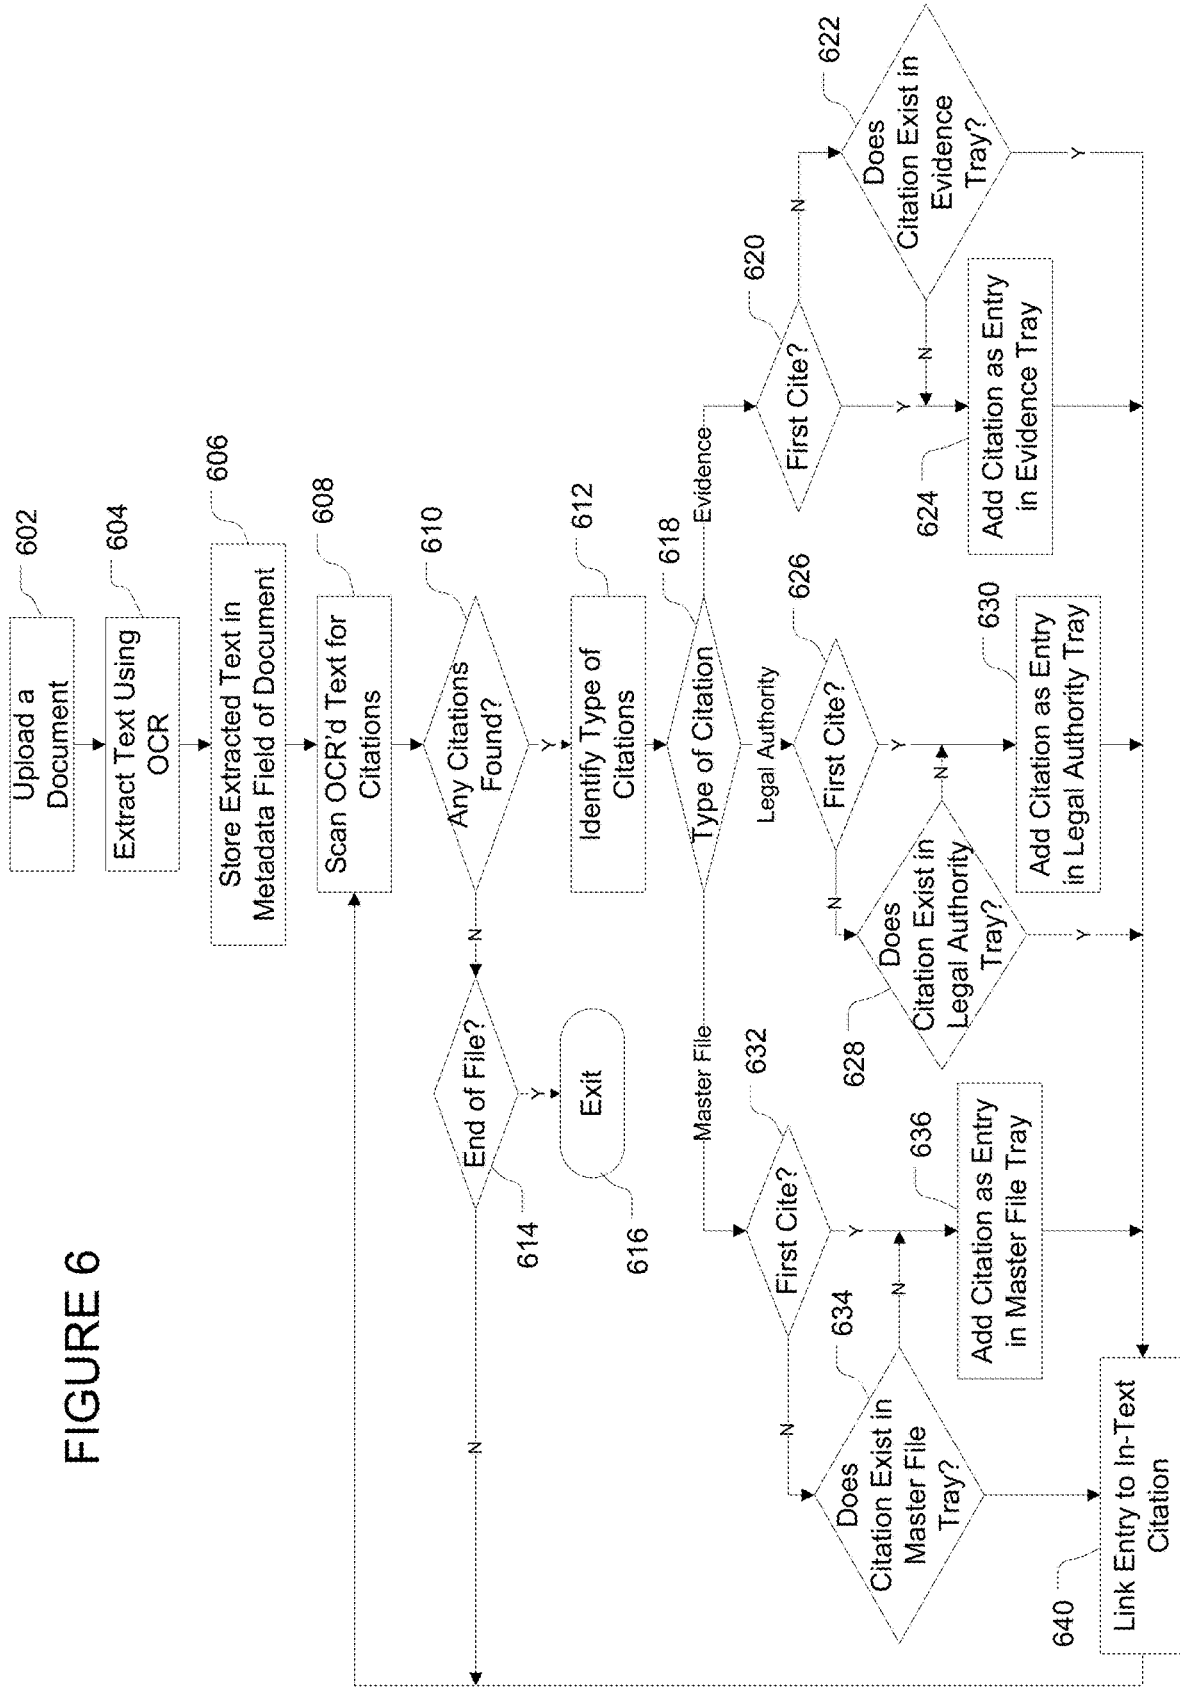 FIGURE 6
Upload a
Document
602
Extract Text Using
OCR
604
Store Extracted Text in
Metadata Field of Document
606
Scan OCR'd Text for
Citations
608
Any Citations
Found?
610
N
Y
End of File?
614
N
Y
Exit
616
Identify Type of
Citations
612
Type of Citation
618
Master File
Legal Authority
Evidence
First Cite?
632
N
Y
Does
Citation Exist in
Master File
Tray?
634
N
Add Citation as Entry
in Master File Tray
636
First Cite?
626
N
Y
Does
Citation Exist in
Legal Authority
Tray?
628
N
Y
Add Citation as Entry
in Legal Authority Tray
630
First Cite?
620
N
Y
Does
Citation Exist in
Evidence
Tray?
622
N
Y
Add Citation as Entry
in Evidence Tray
624
Link Entry to In-Text
Citation
640